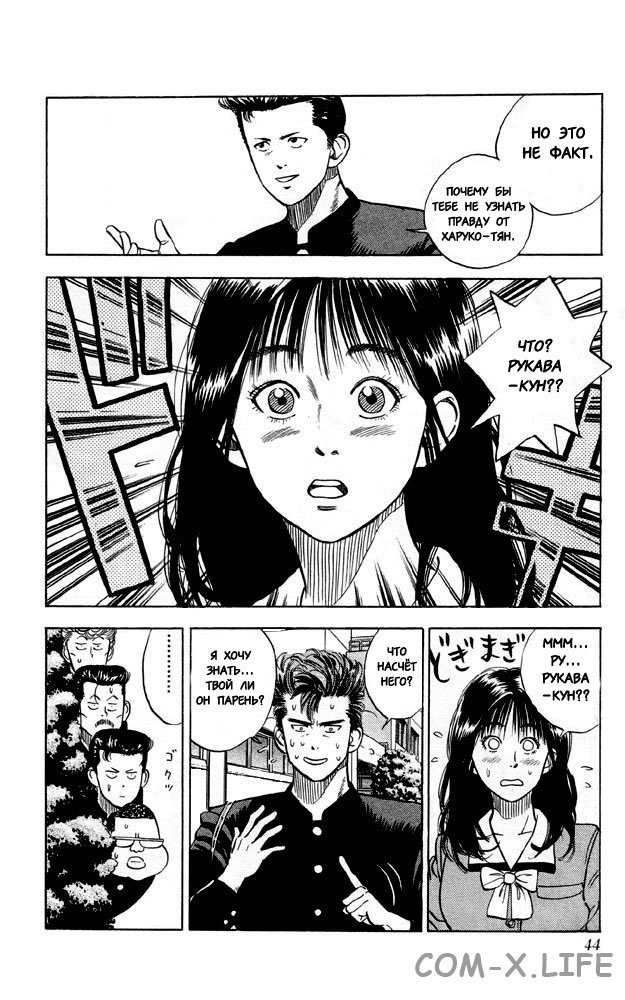 НО ЭТО
НЕ ФАКТ.
ПОЧЕМУ БЫ
ТЕБЕ НЕ УЗНАТЬ
ПРАВДУ ОТ
ХАРУКО-ТЯН.
ЧТО?
РУКАВА
-КУН??
МММ...
РУ...
РУКАВА
-КУН??
どぎまぎ
ЧТО
НАСЧЁТ
НЕГО?
Я ХОЧУ
ЗНАТЬ...
ТВОЙ ЛИ
ОН ПАРЕНЬ?
ゴクッ
44
COM-X.LIFE